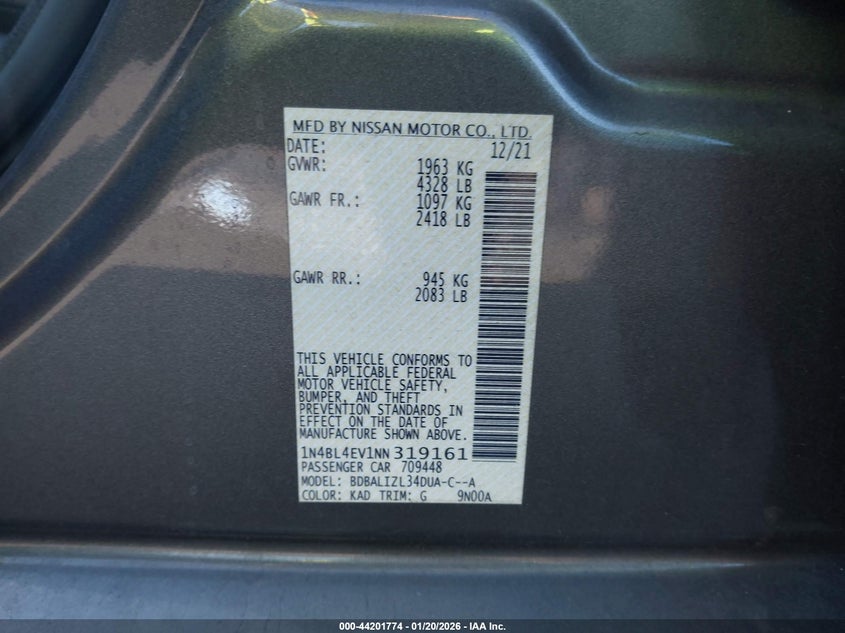 MFD BY NISSAN MOTOR CO., LTD.
DATE: 12/21
GVWR: 1963 KG
4328 LB
GAWR FR.: 1097 KG
2418 LB
GAWR RR.: 945 KG
2083 LB
THIS VEHICLE CONFORMS TO
ALL APPLICABLE FEDERAL
MOTOR VEHICLE SAFETY,
BUMPER, AND THEFT
PREVENTION STANDARDS IN
EFFECT ON THE DATE OF
MANUFACTURE SHOWN ABOVE.
1N4BL4EV1NN319161
PASSENGER CAR 709448
MODEL: BDBALIZL34DUA-C--A
COLOR: KAD TRIM: G 9N00A
000-44201774 — 01/20/2026 — IAA Inc.